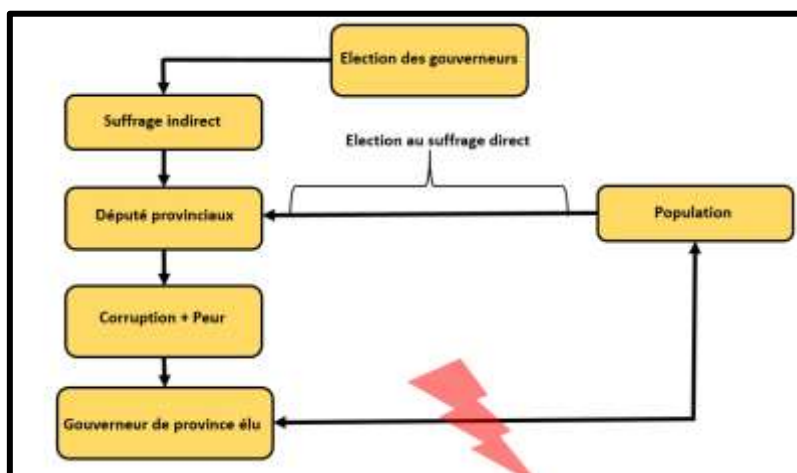 Election des gouverneurs
Suffrage indirect
Election au suffrage direct
Député provinciaux
Population
Corruption + Peur
Gouverneur de province élu